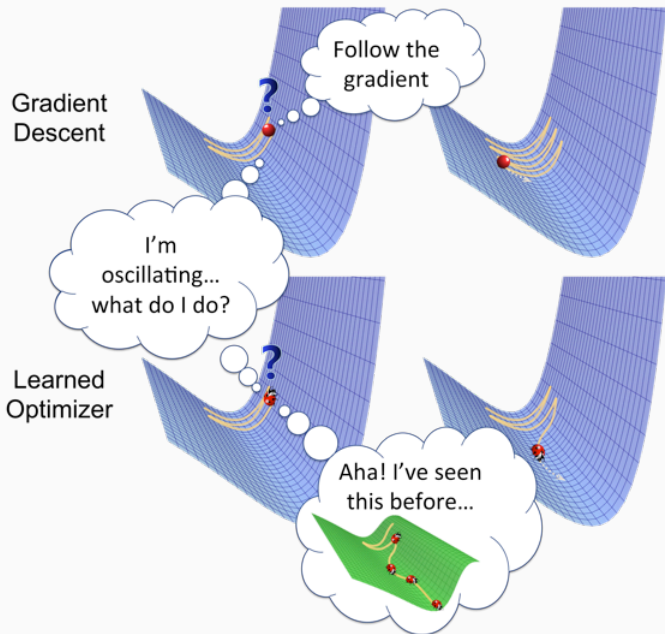 Follow the
gradient
?
Gradient
Descent
I'm
oscillating...
what do I do?
?
Learned
Optimizer
Aha! I've seen
this before...